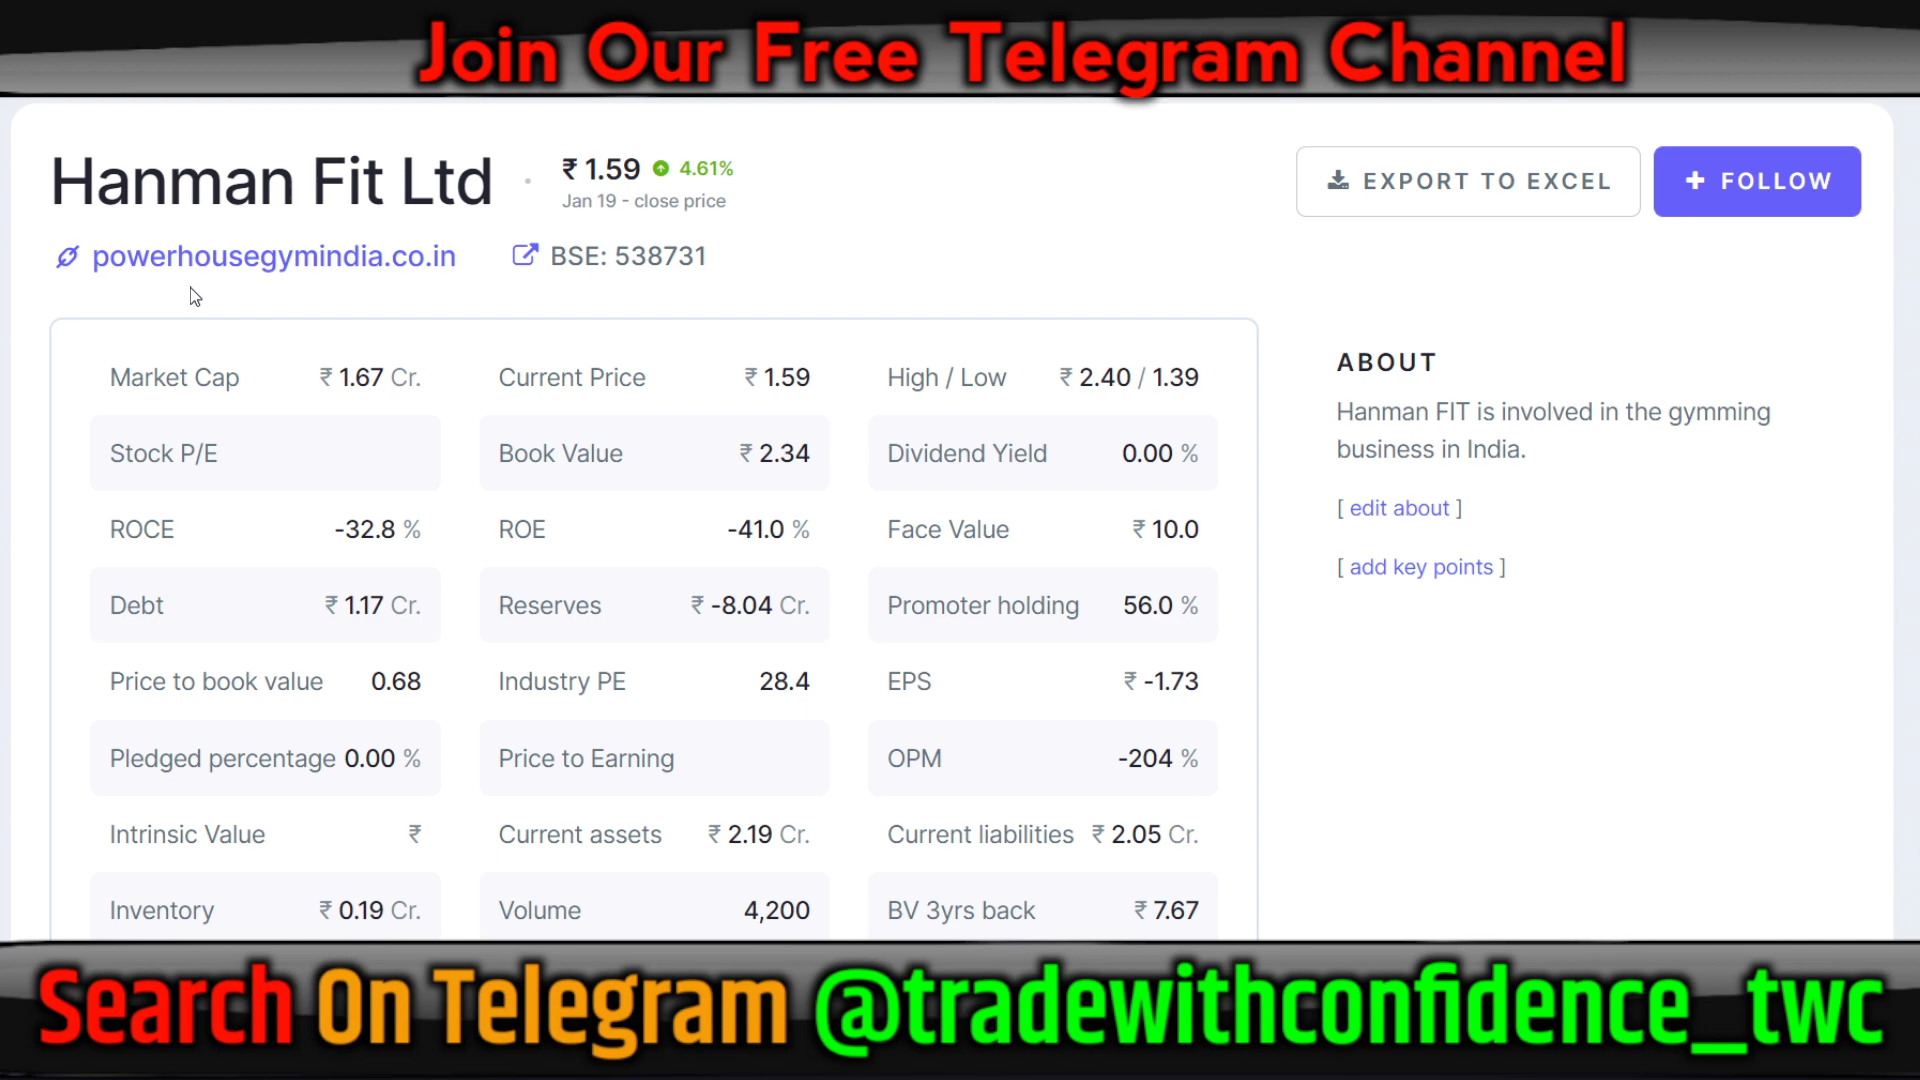 Join Our Free Telegram Channel
Hanman Fit Ltd
₹ 1.59 4.61%
Jan 19 - close price
EXPORT TO EXCEL
+ FOLLOW
powerhousegymindia.co.in
BSE: 538731
Market Cap ₹ 1.67 Cr.
Current Price ₹ 1.59
High / Low ₹ 2.40 / 1.39
Stock P/E
Book Value ₹ 2.34
Dividend Yield 0.00 %
ROCE -32.8 %
ROE -41.0 %
Face Value ₹ 10.0
Debt ₹ 1.17 Cr.
Reserves ₹ -8.04 Cr.
Promoter holding 56.0 %
Price to book value 0.68
Industry PE 28.4
EPS ₹ -1.73
Pledged percentage 0.00 %
Price to Earning
OPM -204 %
Intrinsic Value ₹
Current assets ₹ 2.19 Cr.
Current liabilities ₹ 2.05 Cr.
Inventory ₹ 0.19 Cr.
Volume 4,200
BV 3yrs back ₹ 7.67
ABOUT
Hanman FIT is involved in the gymming
business in India.
[ edit about ]
[ add key points ]
Search On Telegram @tradewithconfidence_twc